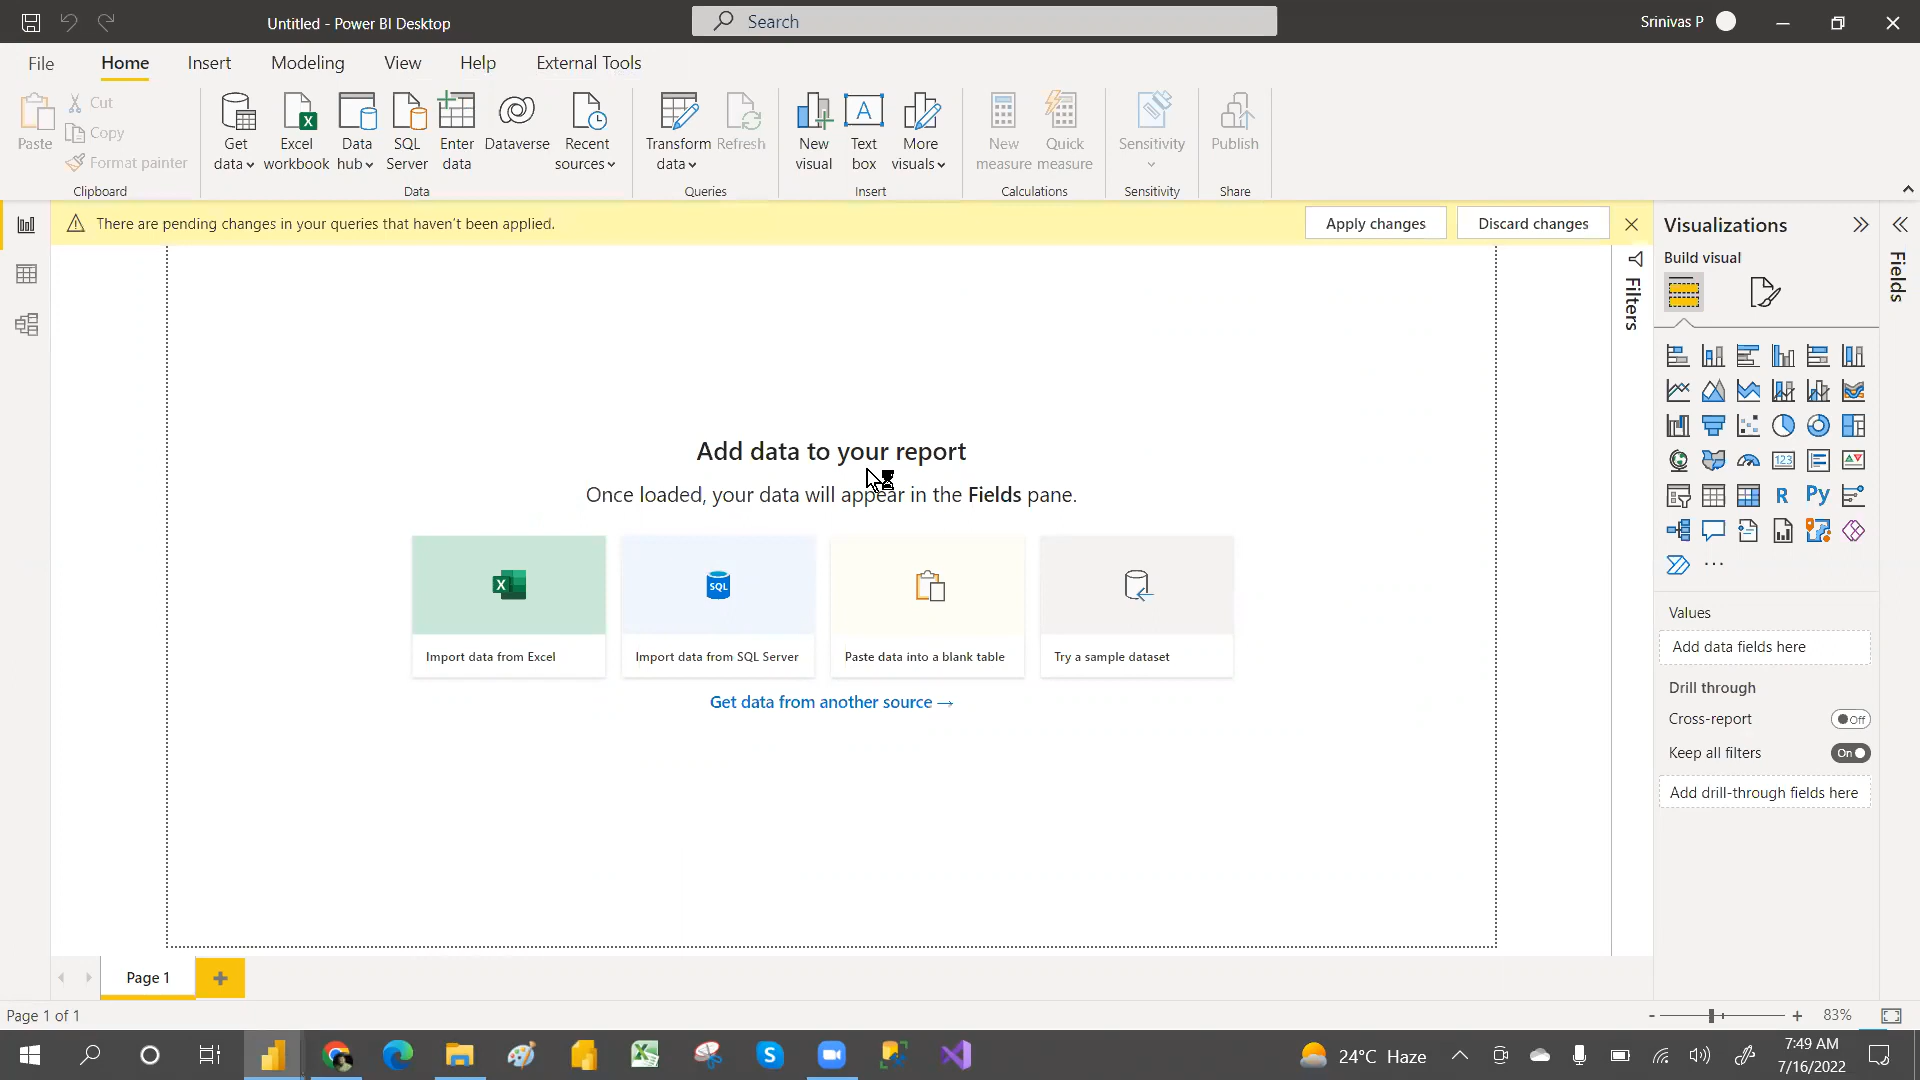 Untitled - Power BI Desktop
Search
Srinivas P
File
Home
Insert
Modeling
View
Help
External Tools
Paste
Cut
Copy
Format painter
Clipboard
Get data
Excel workbook
Data hub
SQL Server
Enter data
Dataverse
Recent sources
Data
Transform data
Refresh
Queries
New visual
Text box
More visuals
Insert
New measure
Quick measure
Calculations
Sensitivity
Sensitivity
Publish
Share
There are pending changes in your queries that haven't been applied.
Apply changes
Discard changes
Filters
Visualizations
Fields
Build visual
Add data to your report
Once loaded, your data will appear in the Fields pane.
SQL
Import data from Excel
Import data from SQL Server
Paste data into a blank table
Try a sample dataset
Get data from another source →
123
R
Py
Values
Add data fields here
Drill through
Cross-report
Off
Keep all filters
On
Add drill-through fields here
Page 1
Page 1 of 1
- + 83%
24°C Haze
7:49 AM
7/16/2022